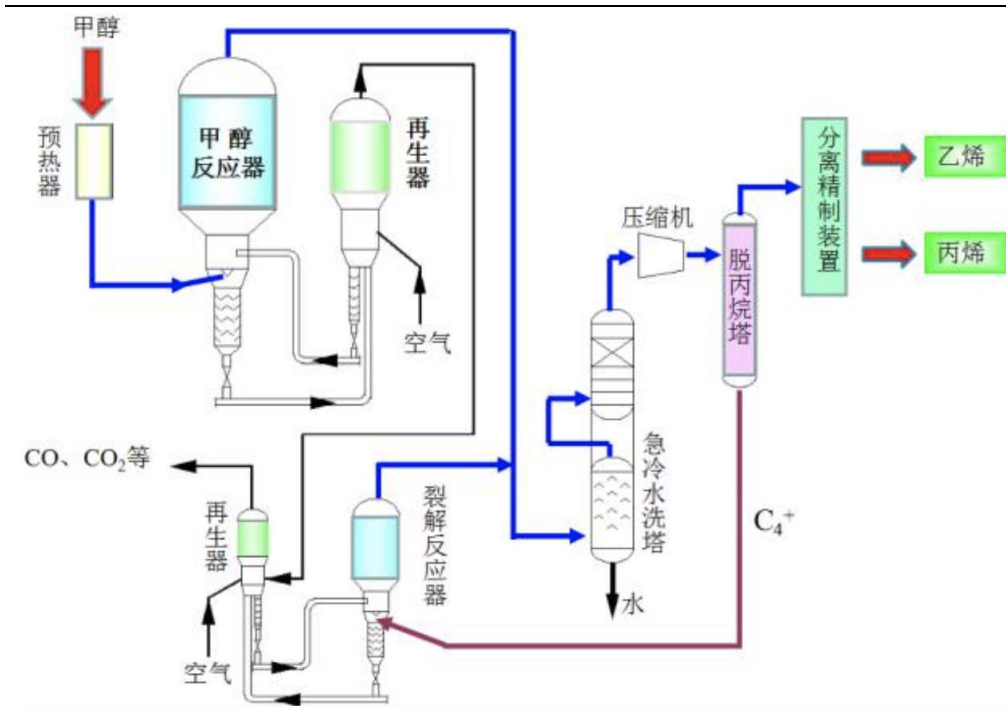 甲醇
预热器
甲 醇
反应器
再生器
空气
压缩机
脱丙烷塔
分离精制装置
乙烯
丙烯
急冷水洗塔
水
C₄⁺
CO、CO₂等
再生器
空气
裂解反应器